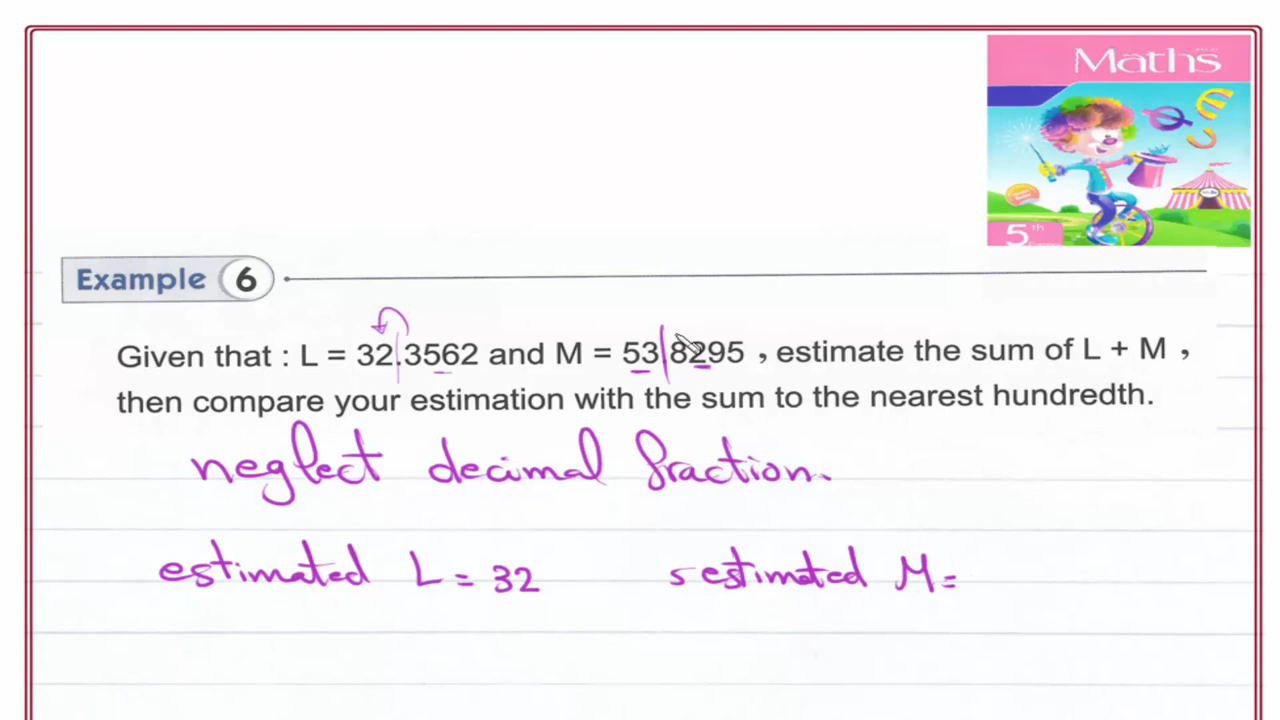 Maths
5th
Example 6
Given that : L = 32.3562 and M = 53.8295 , estimate the sum of L + M ,
then compare your estimation with the sum to the nearest hundredth.
neglect decimal fraction.
estimated L = 32 s estimated M =